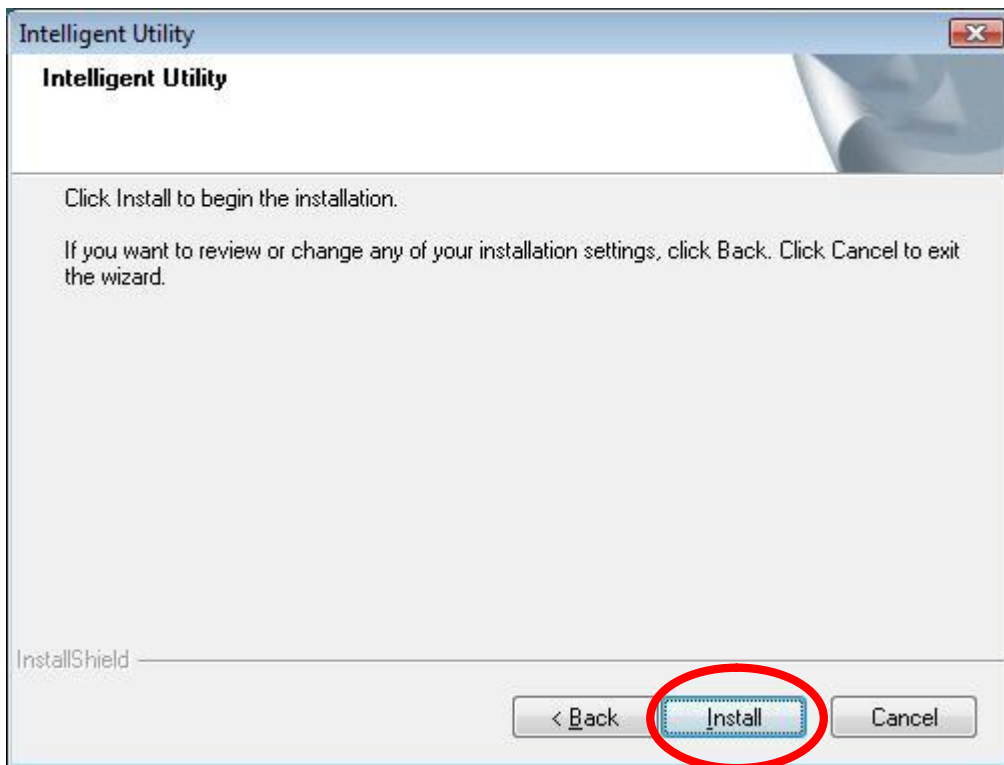 Intelligent Utility
Intelligent Utility
Click Install to begin the installation.
If you want to review or change any of your installation settings, click Back. Click Cancel to exit
the wizard.
InstallShield
< Back
Install
Cancel